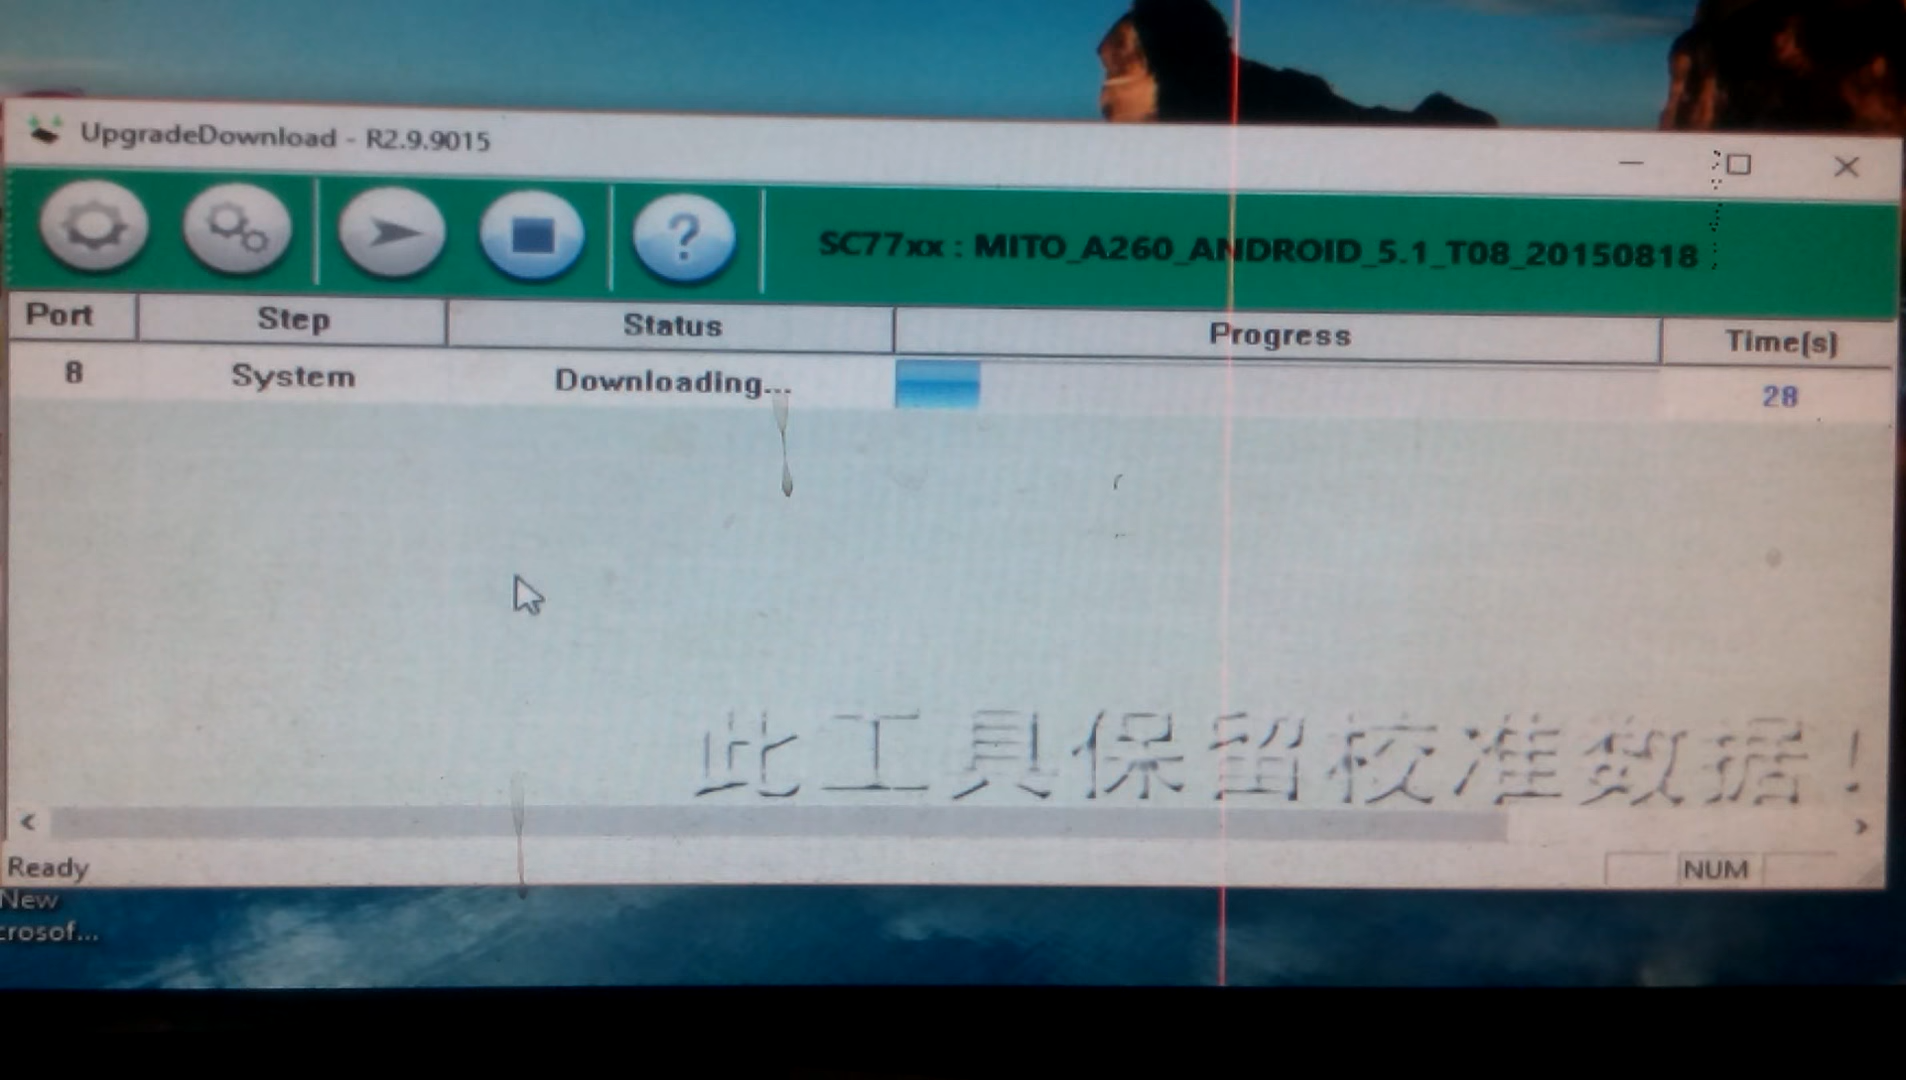 UpgradeDownload - R2.9.9015
SC77xx : MITO_A260_ANDROID_5.1_T08_20150818
Port Step Status Progress Time(s)
8 System Downloading... 28
此工具保留校准数据!
Ready NUM
New
crosof...